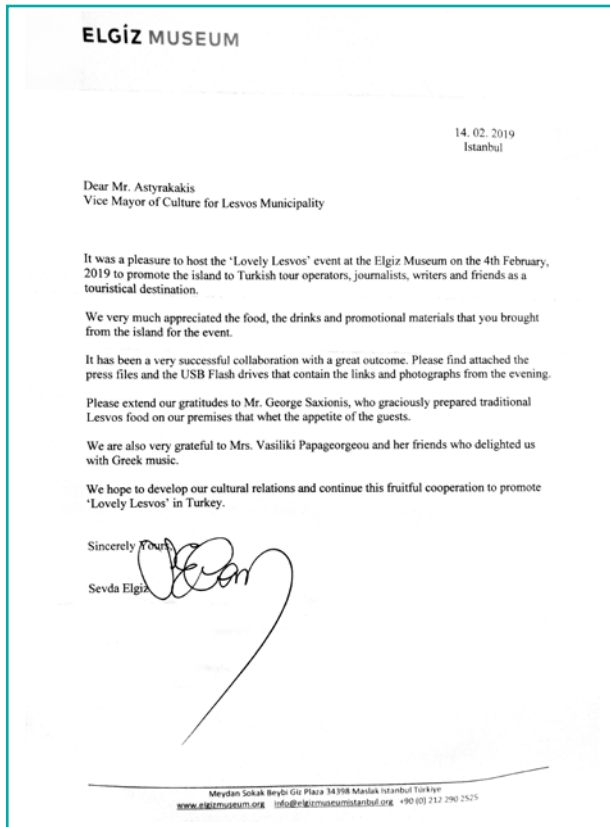 ELGİZ MUSEUM
14. 02. 2019
Istanbul
Dear Mr. Astyrakakis
Vice Mayor of Culture for Lesvos Municipality
It was a pleasure to host the ‘Lovely Lesvos’ event at the Elgiz Museum on the 4th February,
2019 to promote the island to Turkish tour operators, journalists, writers and friends as a
touristical destination.
We very much appreciated the food, the drinks and promotional materials that you brought
from the island for the event.
It has been a very successful collaboration with a great outcome. Please find attached the
press files and the USB Flash drives that contain the links and photographs from the evening.
Please extend our gratitudes to Mr. George Saxionis, who graciously prepared traditional
Lesvos food on our premises that whet the appetite of the guests.
We are also very grateful to Mrs. Vasiliki Papageorgeou and her friends who delighted us
with Greek music.
We hope to develop our cultural relations and continue this fruitful cooperation to promote
‘Lovely Lesvos’ in Turkey.
Sincerely Yours,
Sevda Elgiz
Meydan Sokak Beybi Giz Plaza 34398 Maslak Istanbul Türkiye
www.elgizmuseum.org info@elgizmuseumistanbul.org +90 (0) 212 290 2525